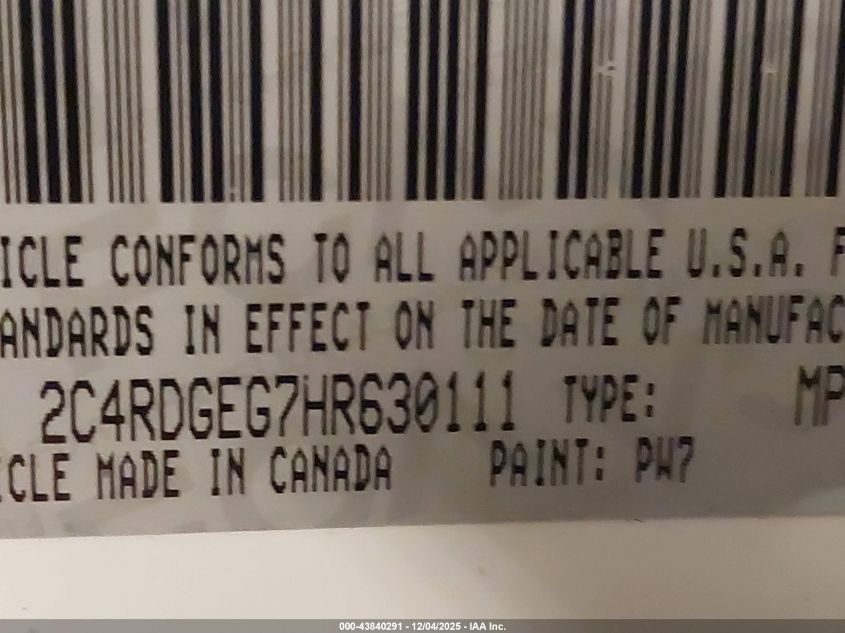 ICLE CONFORMS TO ALL APPLICABLE U.S.A. F
ANDARDS IN EFFECT ON THE DATE OF MANUFAC
2C4RDGEG7HR630111 TYPE: MP
ICLE MADE IN CANADA PAINT: PW7
000-43840291 - 12/04/2025 - IAA Inc.